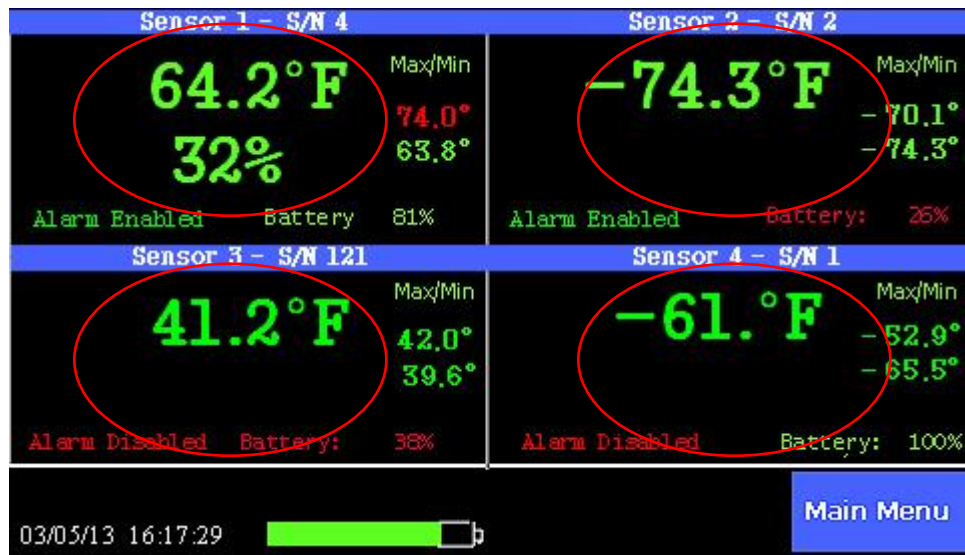 Sensor 1 - S/N 4
64.2°F
32%
Max/Min
74.0°
63.8°
Alarm Enabled Battery 81%
Sensor 2 - S/N 2
-74.3°F
Max/Min
-70.1°
-74.3°
Alarm Enabled Battery: 26%
Sensor 3 - S/N 121
41.2°F
Max/Min
42.0°
39.6°
Alarm Disabled Battery: 38%
Sensor 4 - S/N 1
-61.°F
Max/Min
-52.9°
-65.5°
Alarm Disabled Battery: 100%
03/05/13 16:17:29
Main Menu